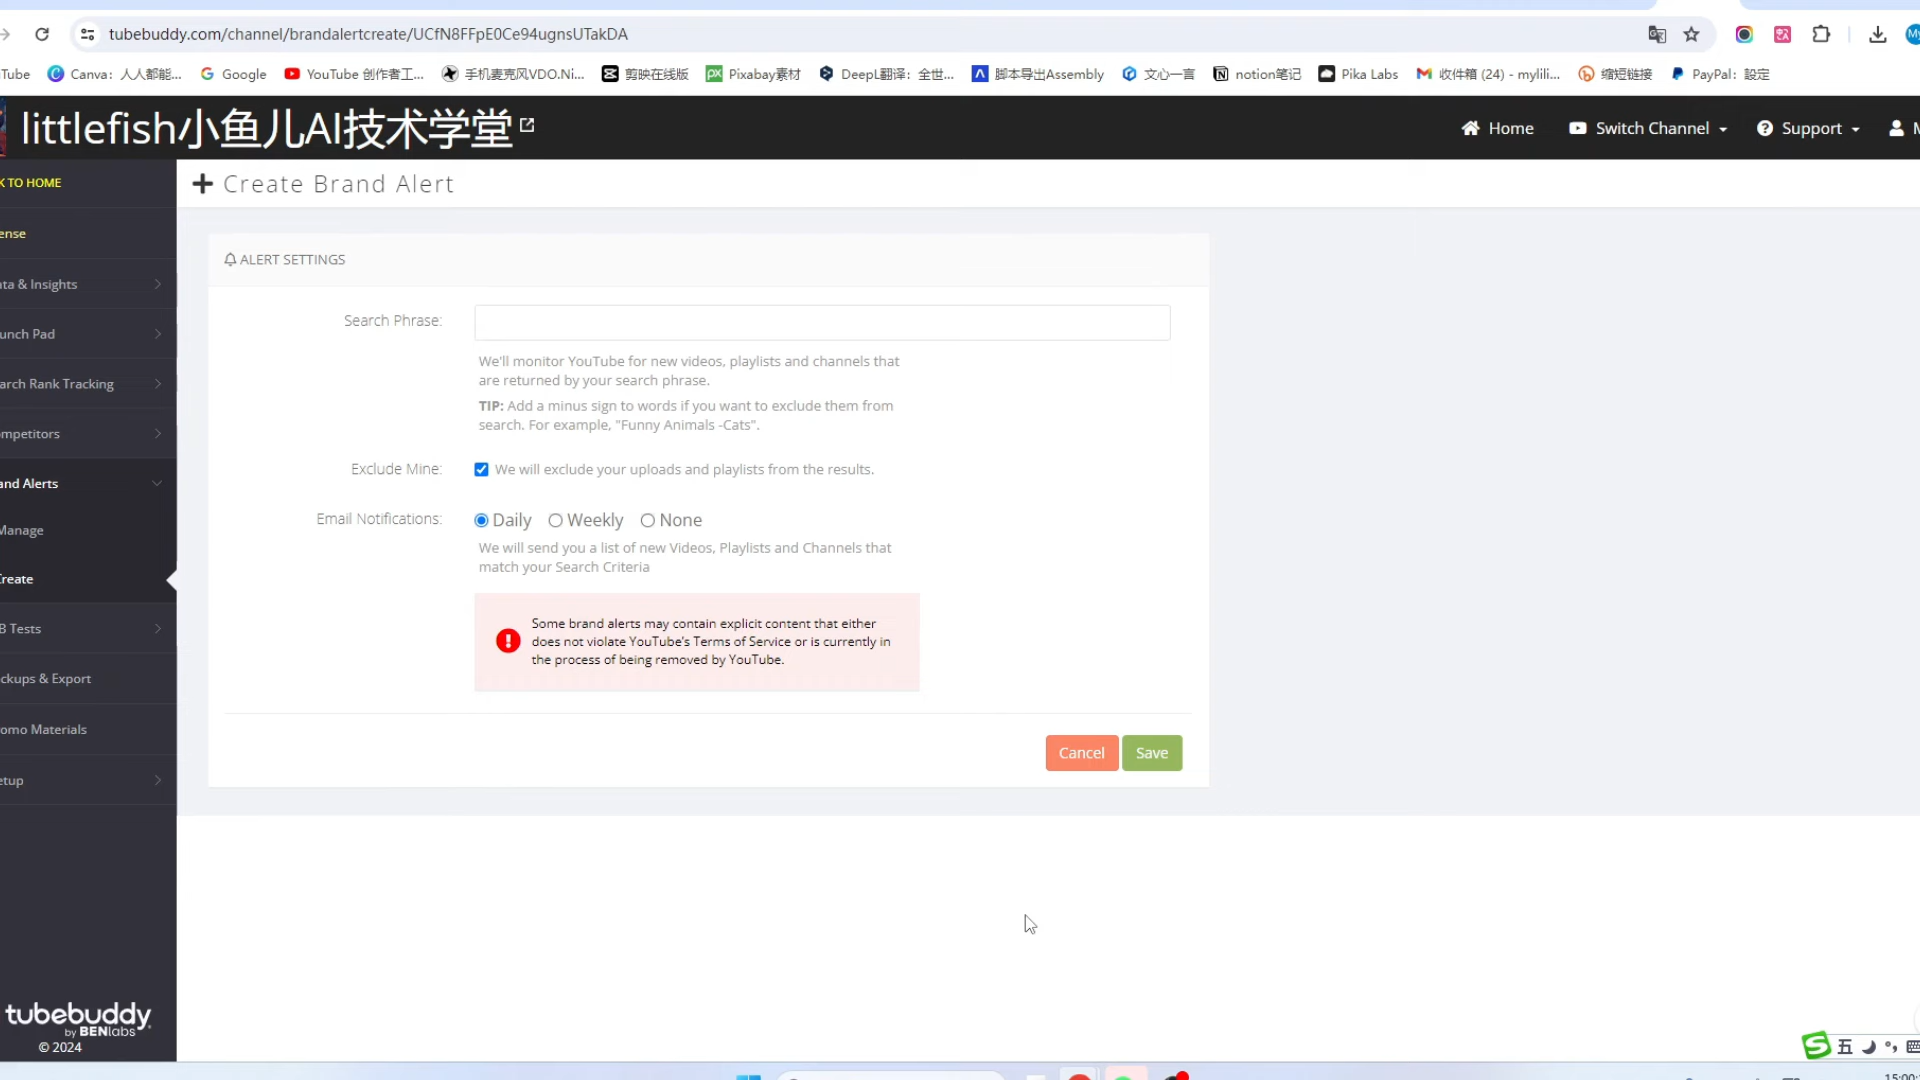 tubebuddy.com/channel/brandalertcreate/UCfN8FFpE0Ce94ugnsUTakDA
Tube Canva：人人都能... Google YouTube 创作者工... 手机麦克风VDO.Ni... 剪映在线版 Pixabay素材 DeepL翻译：全世... 脚本导出Assembly 文心一言 notion笔记 Pika Labs 收件箱 (24) - mylili... 缩短链接 PayPal：設定
littlefish小鱼儿AI技术学堂
Home Switch Channel Support M
K TO HOME
Create Brand Alert
ense
ALERT SETTINGS
ata & Insights
Search Phrase:
unch Pad
We'll monitor YouTube for new videos, playlists and channels that
are returned by your search phrase.
arch Rank Tracking
TIP: Add a minus sign to words if you want to exclude them from
search. For example, "Funny Animals -Cats".
ompetitors
Exclude Mine: We will exclude your uploads and playlists from the results.
and Alerts
Email Notifications: Daily Weekly None
Manage
We will send you a list of new Videos, Playlists and Channels that
match your Search Criteria
Create
Some brand alerts may contain explicit content that either
does not violate YouTube's Terms of Service or is currently in
the process of being removed by YouTube.
B Tests
ckups & Export
omo Materials
Cancel Save
etup
tubebuddy
by BENlabs
© 2024
五
15:00: